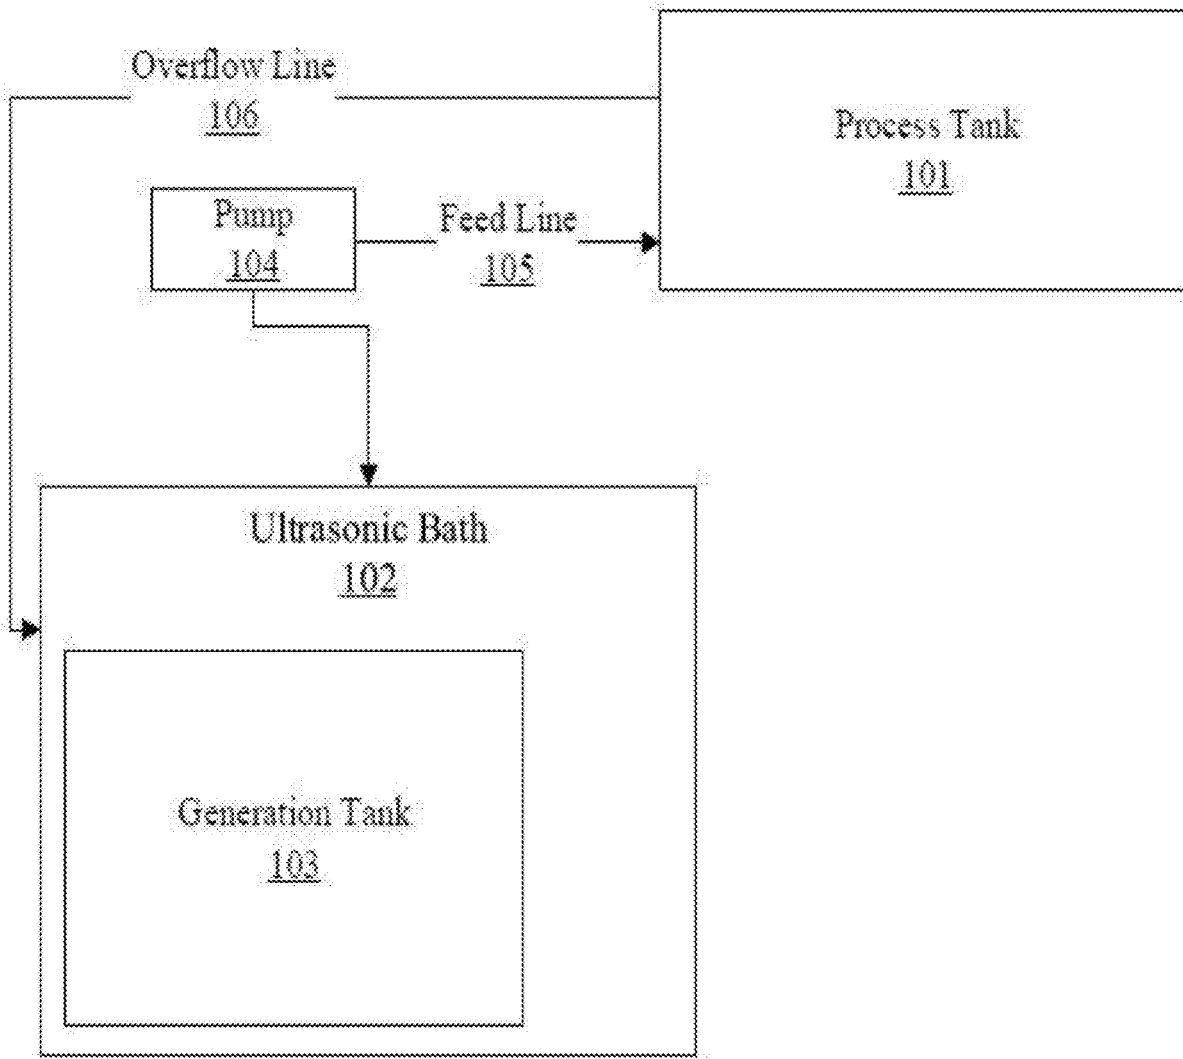 Overflow Line
106
Process Tank
101
Pump
104
Feed Line
105
Ultrasonic Bath
102
Generation Tank
103